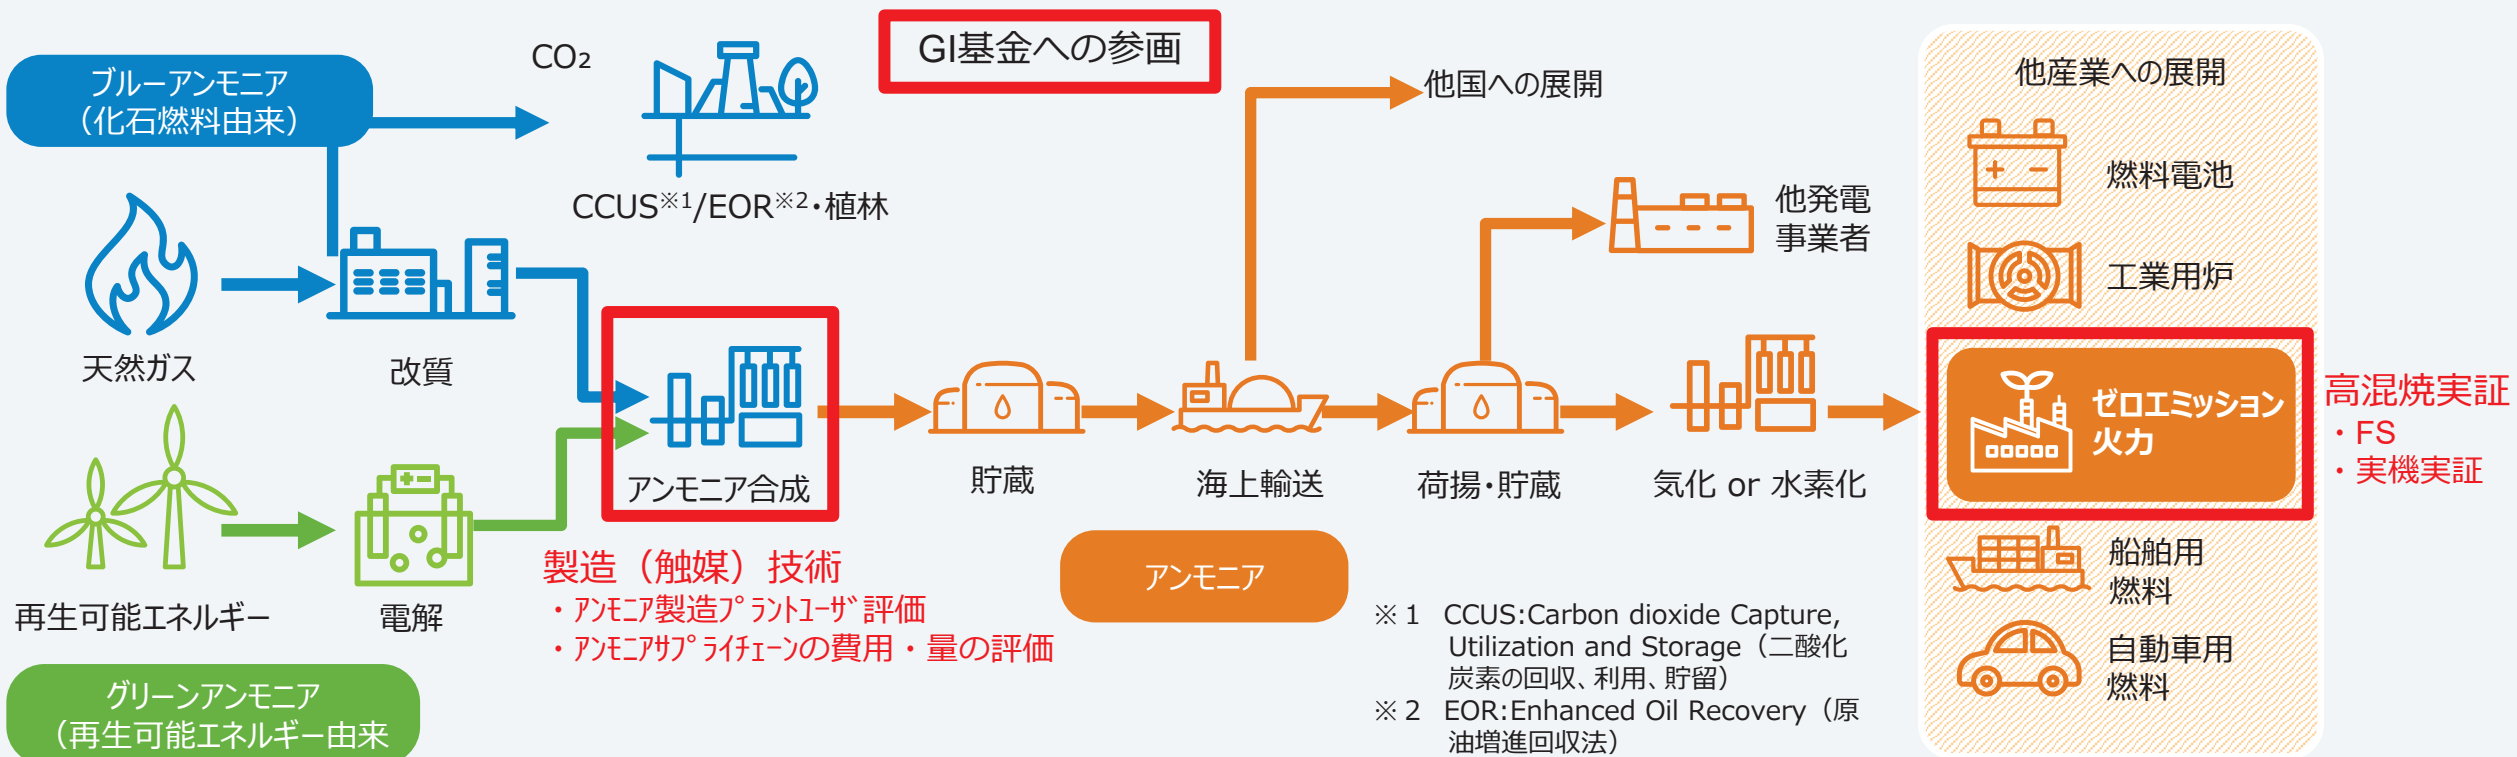 ブルーアンモニア
（化石燃料由来）
CO₂
GI基金への参画
CCUS※1/EOR※2・植林
他国への展開
他産業への展開
燃料電池
他発電
事業者
工業用炉
天然ガス
改質
アンモニア合成
貯蔵
海上輸送
荷揚・貯蔵
気化 or 水素化
ゼロエミッション
火力
高混焼実証
・FS
・実機実証
再生可能エネルギー
電解
製造（触媒）技術
・ｱﾝﾓﾆｱ製造ﾌﾟﾗﾝﾄﾕｰｻﾞ評価
・ｱﾝﾓﾆｱｻﾌﾟﾗｲﾁｪｰﾝの費用・量の評価
アンモニア
船舶用
燃料
自動車用
燃料
グリーンアンモニア
（再生可能エネルギー由来
※１ CCUS:Carbon dioxide Capture,
Utilization and Storage（二酸化
炭素の回収、利用、貯留）
※２ EOR:Enhanced Oil Recovery（原
油増進回収法）